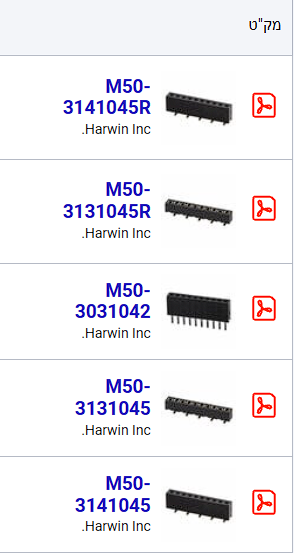 מק"ט
M50-
3141045R
Harwin Inc.
M50-
3131045R
Harwin Inc.
M50-
3031042
Harwin Inc.
M50-
3131045
Harwin Inc.
M50-
3141045
Harwin Inc.